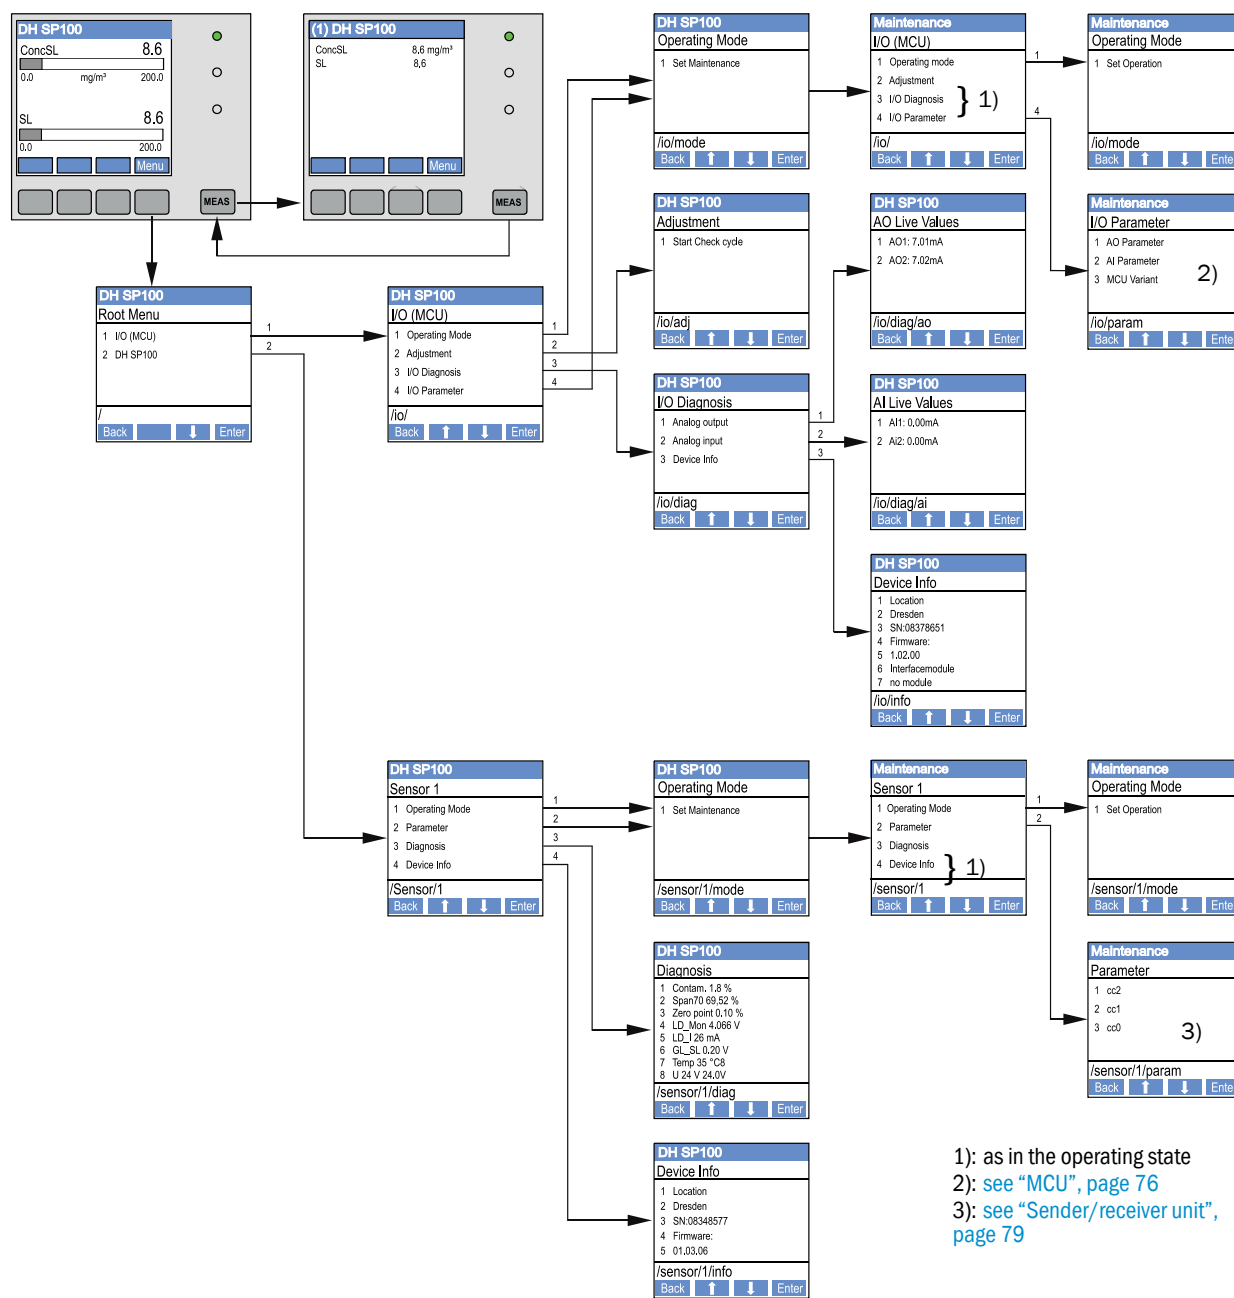 DH SP100
ConcSL 8.6
0.0 mg/m³ 200.0
SL 8.6
0.0 200.0
Menu
MEAS
(1) DH SP100
ConcSL 8.6 mg/m³
SL 8,6
Menu
MEAS
DH SP100
Operating Mode
1 Set Maintenance
/io/mode
Back Enter
Maintenance
I/O (MCU)
1 Operating mode
2 Adjustment
3 I/O Diagnosis
4 I/O Parameter
} 1)
/io/
Back Enter
1
4
Maintenance
Operating Mode
1 Set Operation
/io/mode
Back Ente
DH SP100
Adjustment
1 Start Check cycle
/io/adj
Back Enter
DH SP100
AO Live Values
1 AO1: 7.01mA
2 AO2: 7.02mA
/io/diag/ao
Back Enter
Maintenance
I/O Parameter
1 AO Parameter
2 AI Parameter
3 MCU Variant
2)
/io/param
Back Ente
DH SP100
Root Menu
1 I/O (MCU)
2 DH SP100
/
Back Enter
1
2
DH SP100
I/O (MCU)
1 Operating Mode
2 Adjustment
3 I/O Diagnosis
4 I/O Parameter
/io/
Back Enter
1
2
3
4
DH SP100
I/O Diagnosis
1 Analog output
2 Analog input
3 Device Info
/io/diag
Back Enter
1
2
3
DH SP100
AI Live Values
1 AI1: 0,00mA
2 Ai2: 0.00mA
/io/diag/ai
Back Enter
DH SP100
Device Info
1 Location
2 Dresden
3 SN:08378651
4 Firmware:
5 1.02.00
6 Interfacemodule
7 no module
/io/info
Back Enter
DH SP100
Sensor 1
1 Operating Mode
2 Parameter
3 Diagnosis
4 Device Info
/Sensor/1
Back Enter
1
2
3
4
DH SP100
Operating Mode
1 Set Maintenance
/sensor/1/mode
Back Enter
Maintenance
Sensor 1
1 Operating Mode
2 Parameter
3 Diagnosis
4 Device Info
} 1)
/sensor/1
Back Enter
1
2
Maintenance
Operating Mode
1 Set Operation
/sensor/1/mode
Back Ente
DH SP100
Diagnosis
1 Contam. 1.8 %
2 Span70 69,52 %
3 Zero point 0.10 %
4 LD_Mon 4.066 V
5 LD_I 26 mA
6 GL_SL 0.20 V
7 Temp 35 °C8
8 U 24 V 24.0V
/sensor/1/diag
Back Enter
Maintenance
Parameter
1 cc2
2 cc1
3 cc0
3)
/sensor/1/param
Back Ente
DH SP100
Device Info
1 Location
2 Dresden
3 SN:08348577
4 Firmware:
5 01.03.06
/sensor/1/info
Back Enter
1): as in the operating state
2): see “MCU”, page 76
3): see “Sender/receiver unit”,
page 79